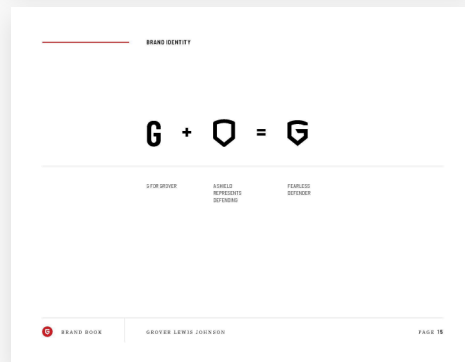 BRAND IDENTITY
G + =
G FOR GROVER
A SHIELD
REPRESENTS
DEFENDING
FEARLESS
DEFENDER
BRAND BOOK
GROVER LEWIS JOHNSON
PAGE 15